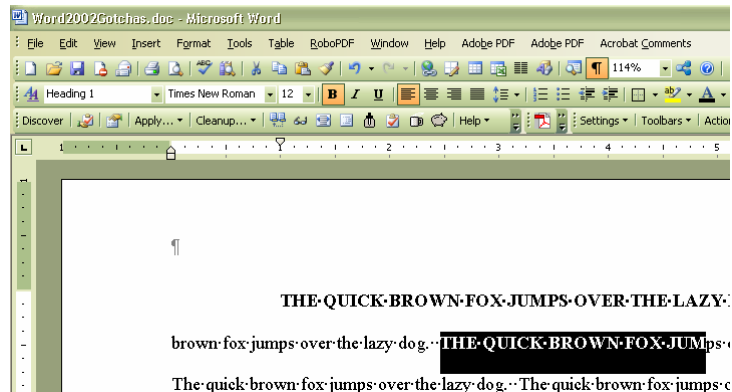 Word2002Gotchas.doc - Microsoft Word
File Edit View Insert Format Tools Table RoboPDF Window Help Adobe PDF Adobe PDF Acrobat Comments
¶ 114%
Heading 1 Times New Roman 12 B I U
Discover Apply... Cleanup... Help Settings Toolbars Actio
L 1 1 2 3 4 5
¶
THE·QUICK·BROWN·FOX·JUMPS·OVER·THE·LAZY·
brown·fox·jumps·over·the·lazy·dog.··THE·QUICK·BROWN·FOX·JUMps·
The·quick·brown·fox·jumps·over·the·lazy·dog.··The·quick·brown·fox·jumps·